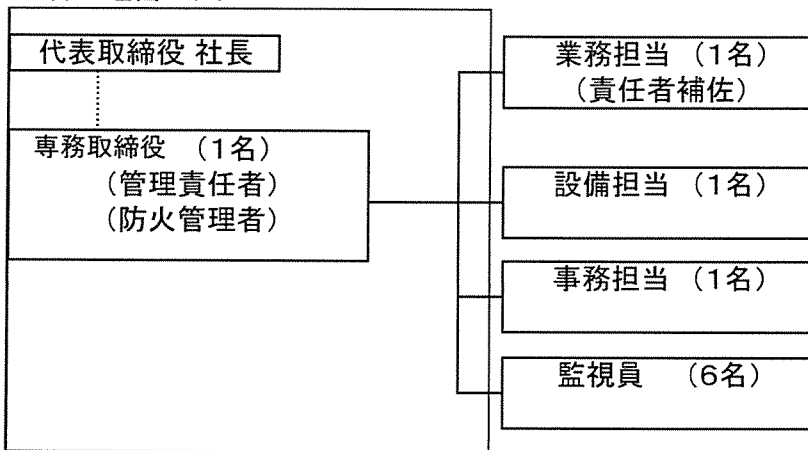 代表取締役 社長
専務取締役 (1名)
(管理責任者)
(防火管理者)
業務担当 (1名)
(責任者補佐)
設備担当 (1名)
事務担当 (1名)
監視員 (6名)